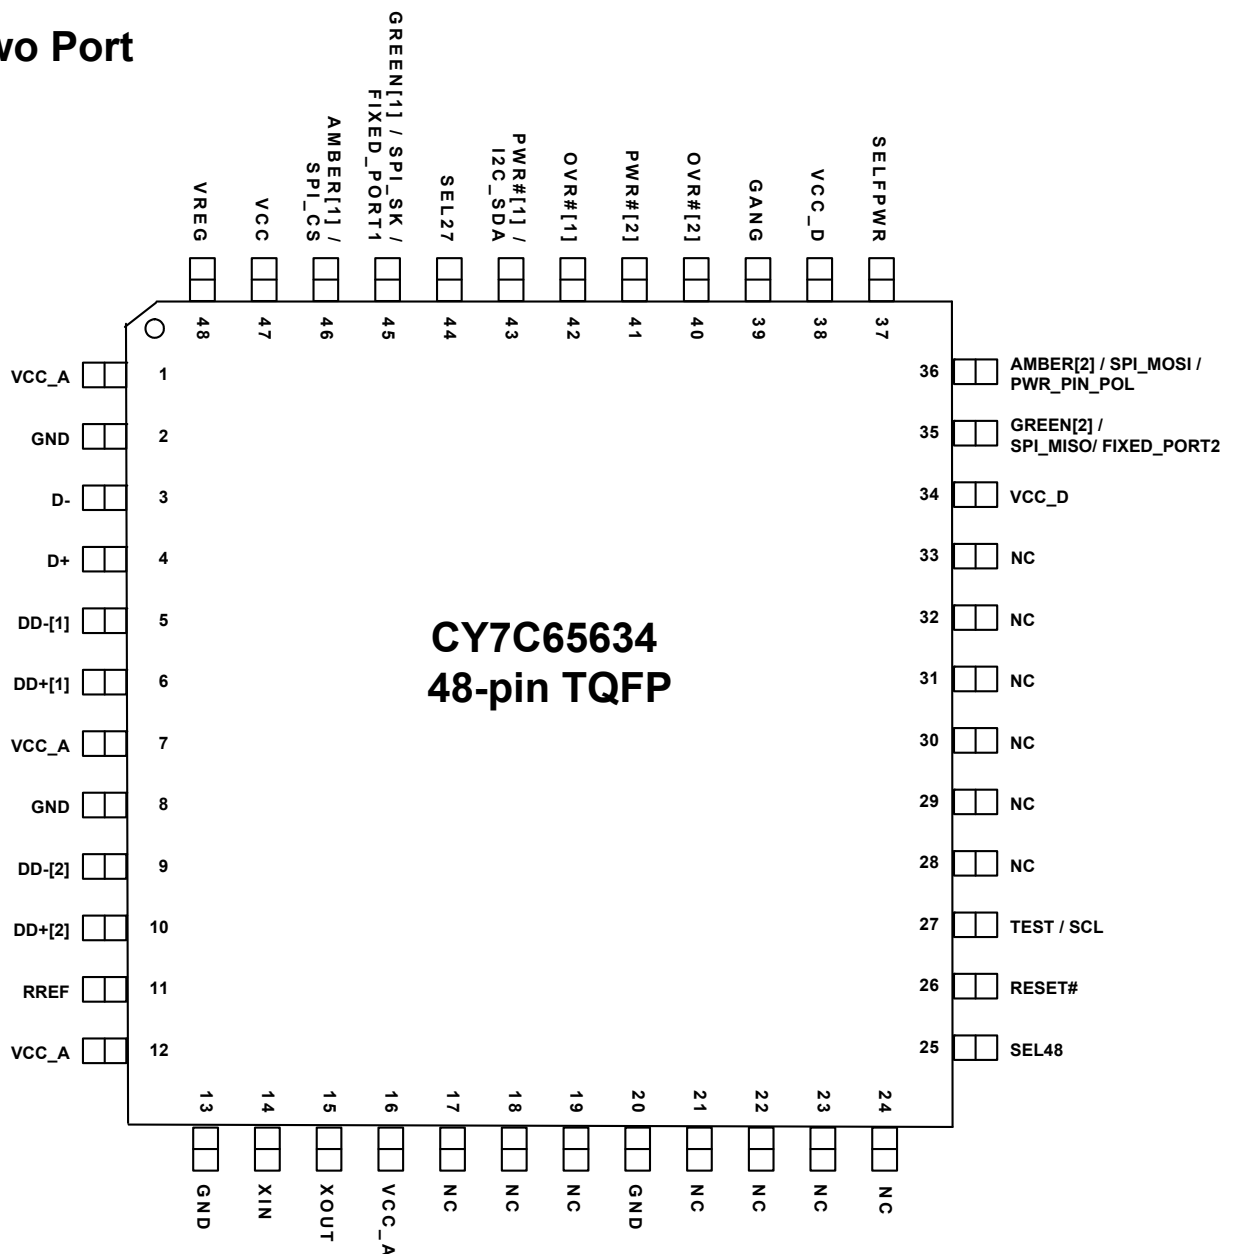 wo Port
VREG
VCC
AMBER[1] /
SPI_CS
GREEN[1] / SPI_SK /
FIXED_PORT1
SEL27
PWR#[1] /
I2C_SDA
OVR#[1]
PWR#[2]
OVR#[2]
GANG
VCC_D
SELFPWR
48 47 46 45 44 43 42 41 40 39 38 37
VCC_A 1
GND 2
D- 3
D+ 4
DD-[1] 5
DD+[1] 6
VCC_A 7
GND 8
DD-[2] 9
DD+[2] 10
RREF 11
VCC_A 12
CY7C65634
48-pin TQFP
36 AMBER[2] / SPI_MOSI /
PWR_PIN_POL
35 GREEN[2] /
SPI_MISO/ FIXED_PORT2
34 VCC_D
33 NC
32 NC
31 NC
30 NC
29 NC
28 NC
27 TEST / SCL
26 RESET#
25 SEL48
13 14 15 16 17 18 19 20 21 22 23 24
GND
XIN
XOUT
VCC_A
NC
NC
NC
GND
NC
NC
NC
NC